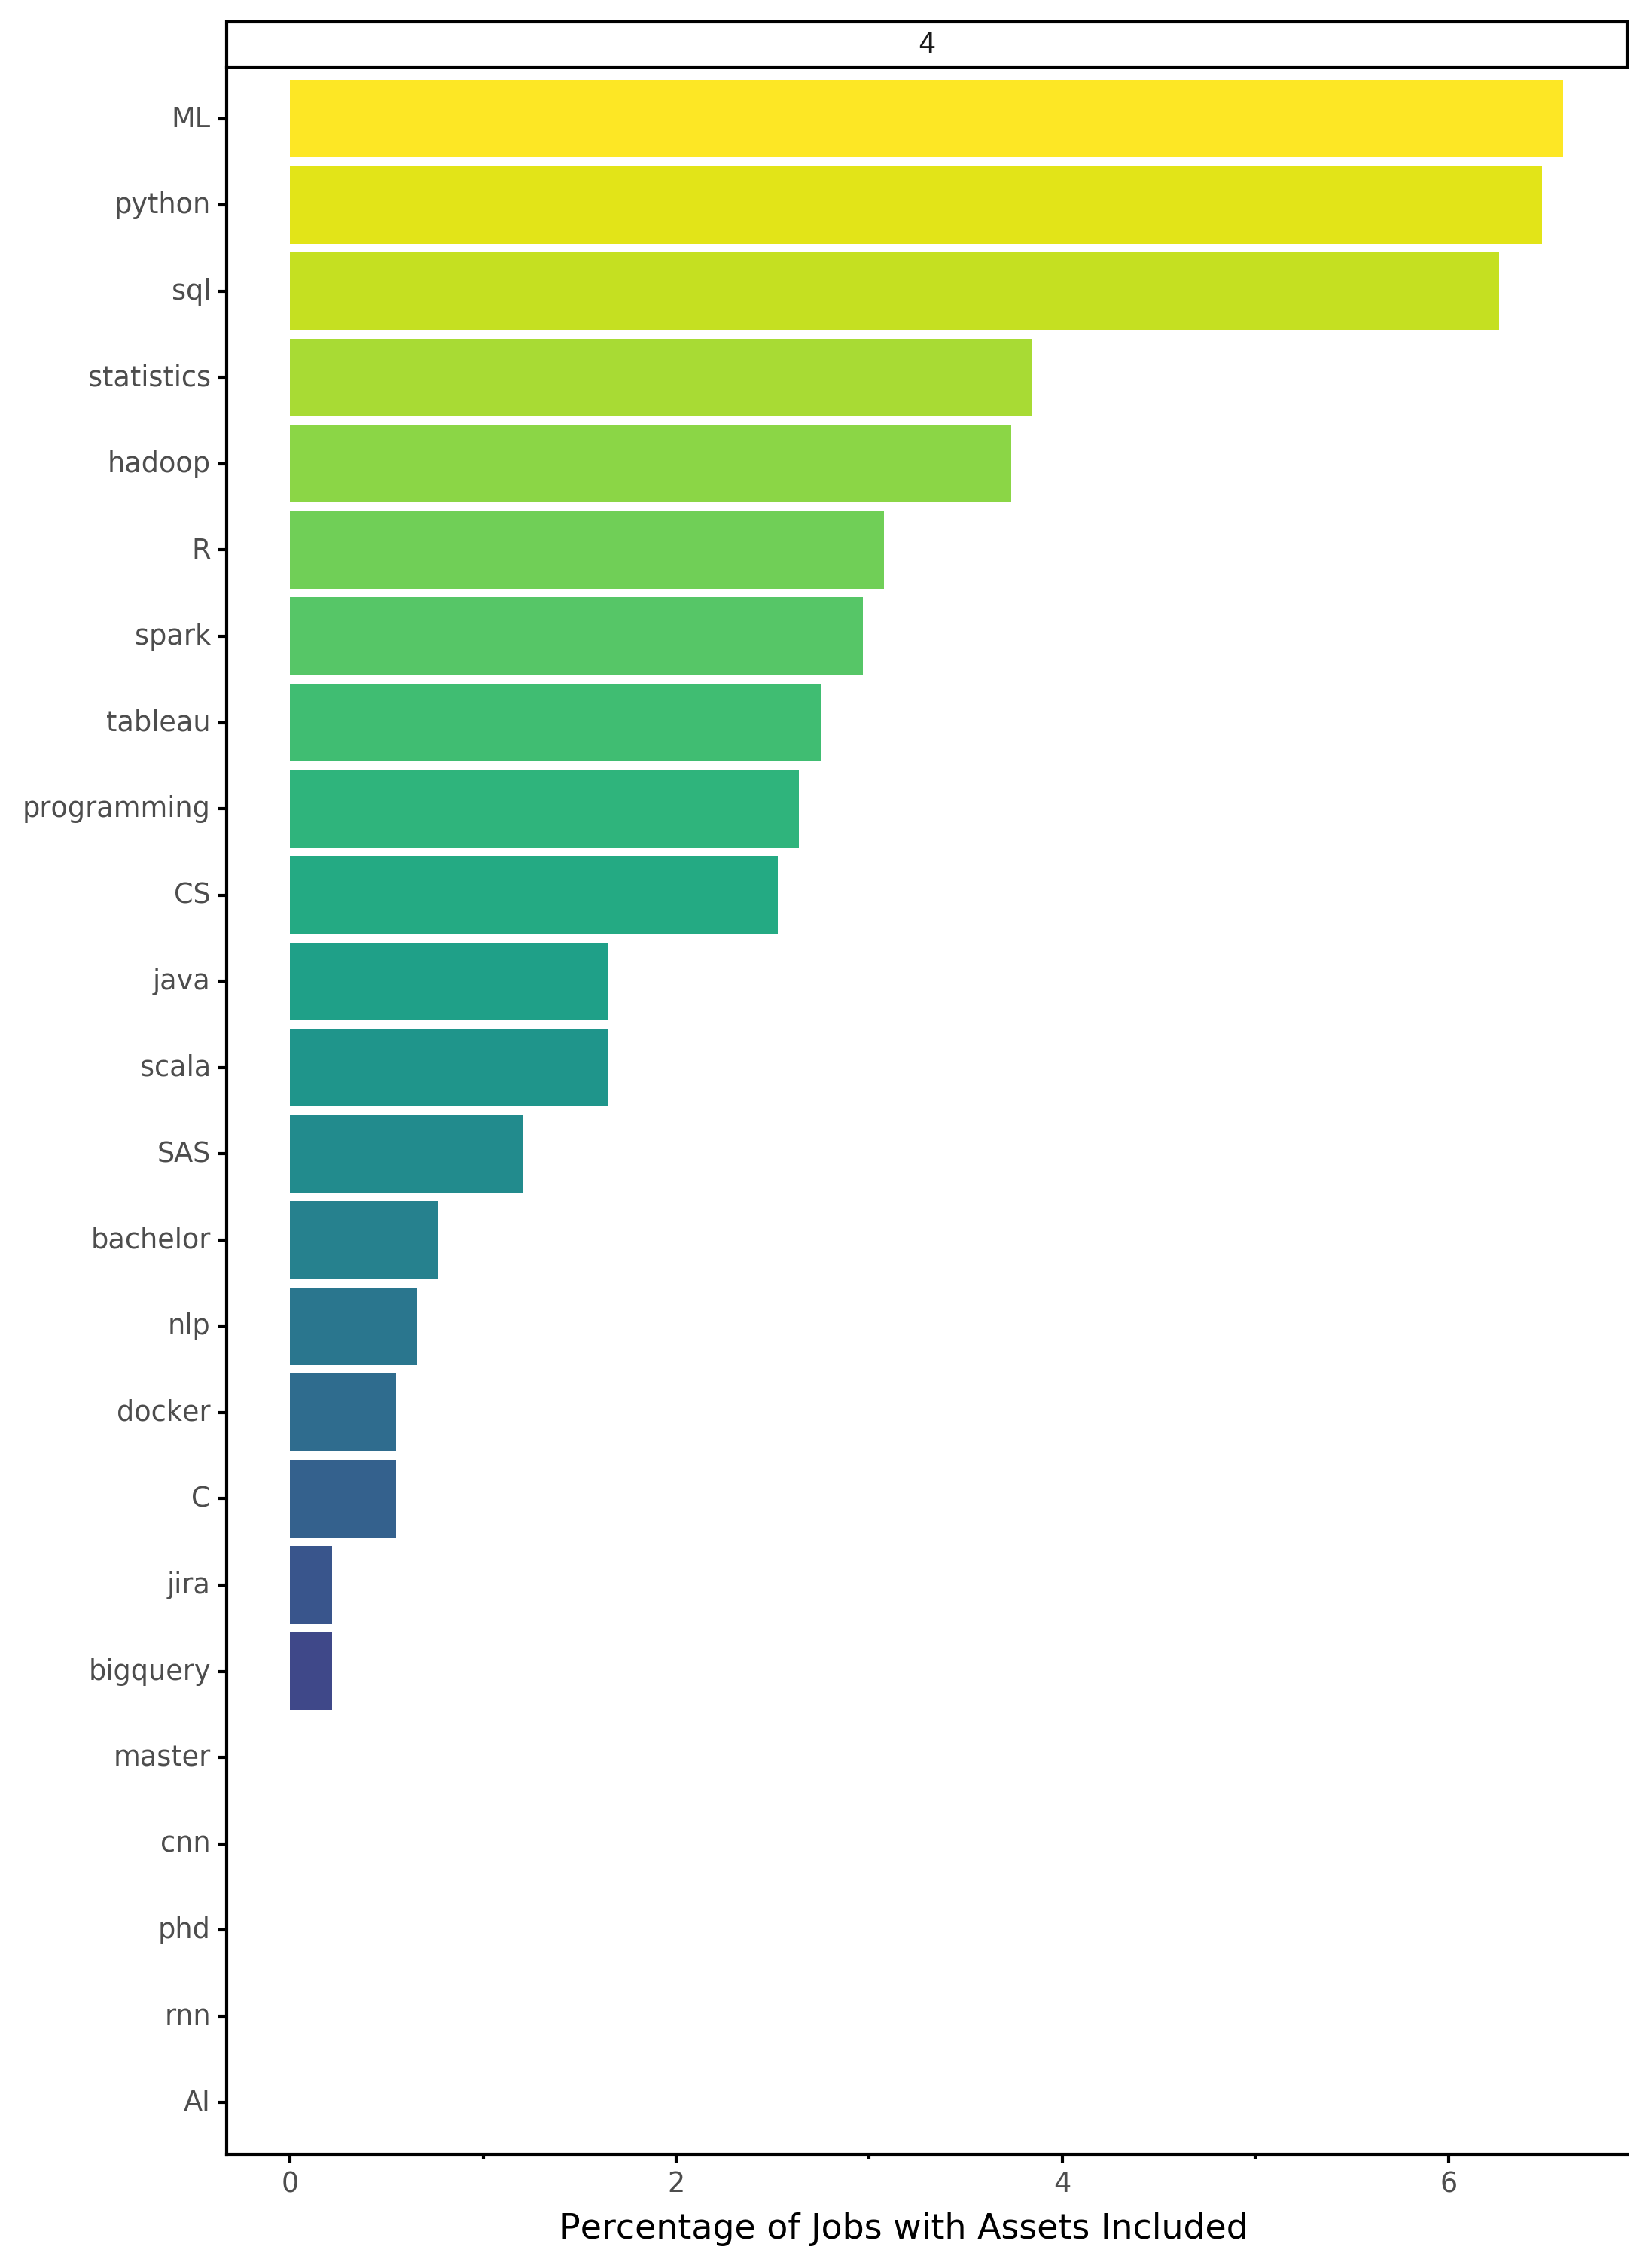 4
ML
python
sql
statistics
hadoop
R
spark
tableau
programming
CS
java
scala
SAS
bachelor
nlp
docker
C
jira
bigquery
master
cnn
phd
rnn
AI
0 2 4 6
Percentage of Jobs with Assets Included